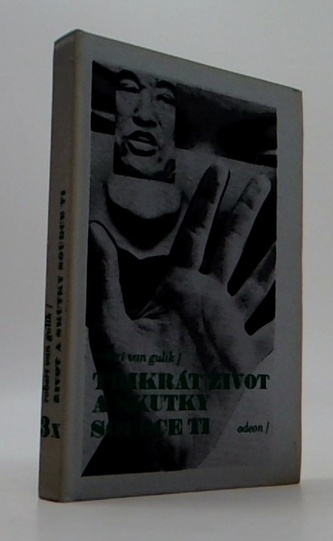 robert van gulik /
TŘIKRÁT ŽIVOT
A SKUTKY
SOUDCE TI
odeon /
robert van gulik /
ŽIVOT A SKUTKY SOUDCE TI
3x